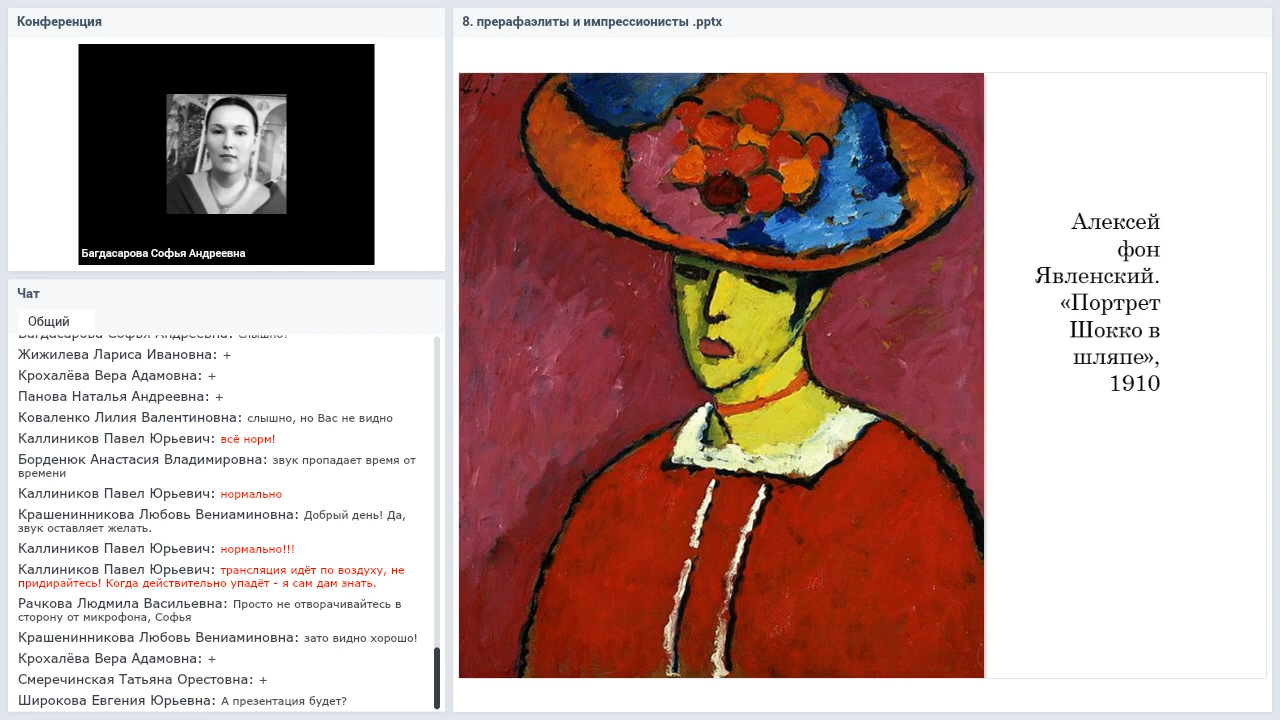 Конференция
Багдасарова Софья Андреевна
Чат
Общий
Багдасарова Софья Андреевна: слышно?
Жижилева Лариса Ивановна: +
Крохалёва Вера Адамовна: +
Панова Наталья Андреевна: +
Коваленко Лилия Валентиновна: слышно, но Вас не видно
Каллиников Павел Юрьевич: всё норм!
Борденюк Анастасия Владимировна: звук пропадает время от
времени
Каллиников Павел Юрьевич: нормально
Крашенинникова Любовь Вениаминовна: Добрый день! Да,
звук оставляет желать.
Каллиников Павел Юрьевич: нормально!!!
Каллиников Павел Юрьевич: трансляция идёт по воздуху, не
придирайтесь! Когда действительно упадёт - я сам дам знать.
Рачкова Людмила Васильевна: Просто не отворачивайтесь в
сторону от микрофона, Софья
Крашенинникова Любовь Вениаминовна: зато видно хорошо!
Крохалёва Вера Адамовна: +
Смеречинская Татьяна Орестовна: +
Широкова Евгения Юрьевна: А презентация будет?
8. прерафаэлиты и импрессионисты .pptx
Алексей
фон
Явленский.
«Портрет
Шокко в
шляпе»,
1910